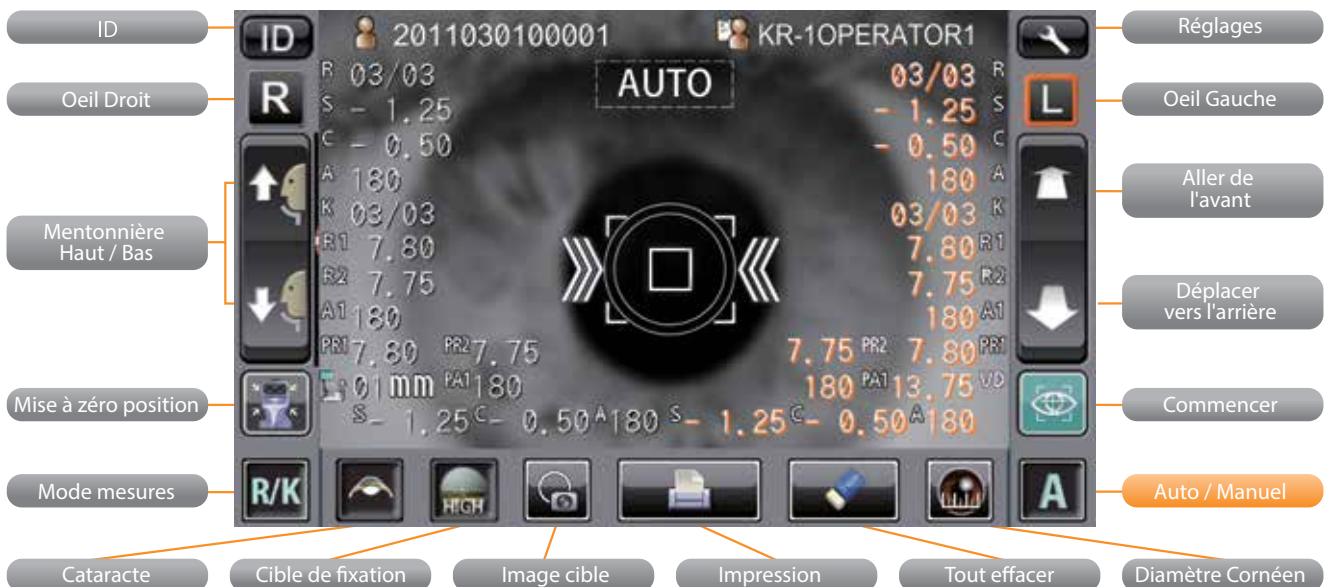 ID
ID
2011030100001
KR-1OPERATOR1
Réglages
Oeil Droit
R
R 03/03
AUTO
03/03 R
L
Oeil Gauche
S - 1.25
- 1.25 S
C - 0.50
- 0.50 C
A 180
180 A
Aller de
l'avant
K 03/03
03/03 K
Mentonnière
Haut / Bas
R1 7.80
7.80 R1
R2 7.75
7.75 R2
A1 180
180 A1
Déplacer
vers l'arrière
PR1 7.80 PR2 7.75
7.75 PR2 7.80 PR1
01 mm PA1 180
180 PA1 13.75 VD
Mise à zéro position
S - 1.25 C - 0.50 A 180 S - 1.25 C - 0.50 A 180
Commencer
Mode mesures
R/K
HIGH
A
Auto / Manuel
Cataracte
Cible de fixation
Image cible
Impression
Tout effacer
Diamètre Cornéen